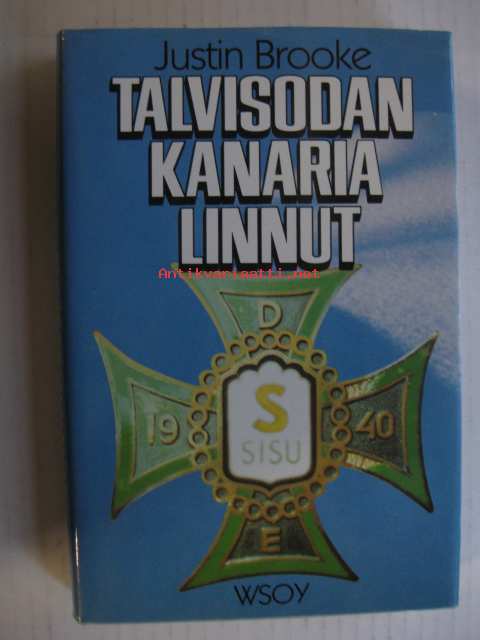 Justin Brooke
TALVISODAN
KANARIA
LINNUT
Antikvariaatti.net
D
19 S 40
SISU
E
WSOY